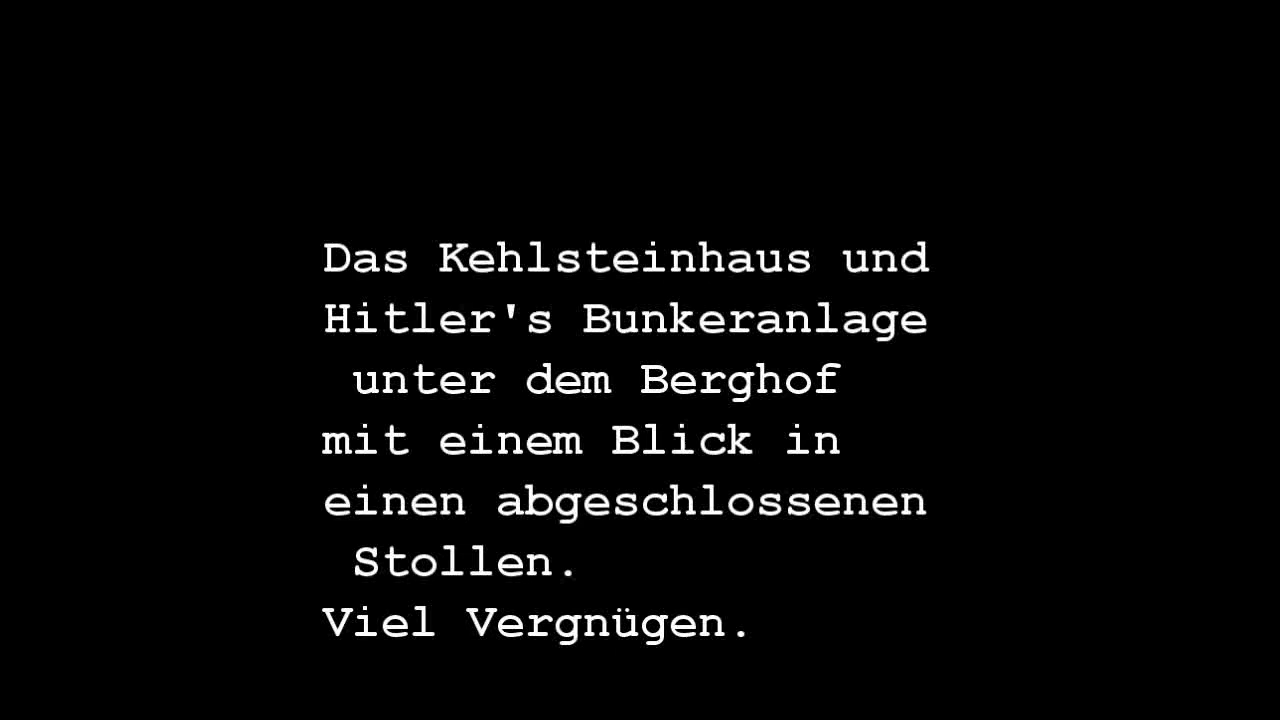 Das Kehlsteinhaus und
Hitler's Bunkeranlage
unter dem Berghof
mit einem Blick in
einen abgeschlossenen
Stollen.
Viel Vergnügen.